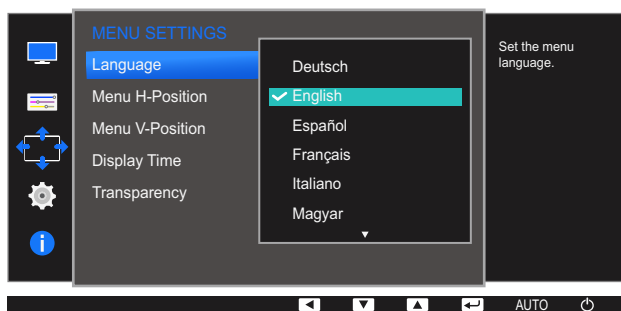 MENU SETTINGS
Language
Menu H-Position
Menu V-Position
Display Time
Transparency
Deutsch
English
Español
Français
Italiano
Magyar
Set the menu
language.
AUTO